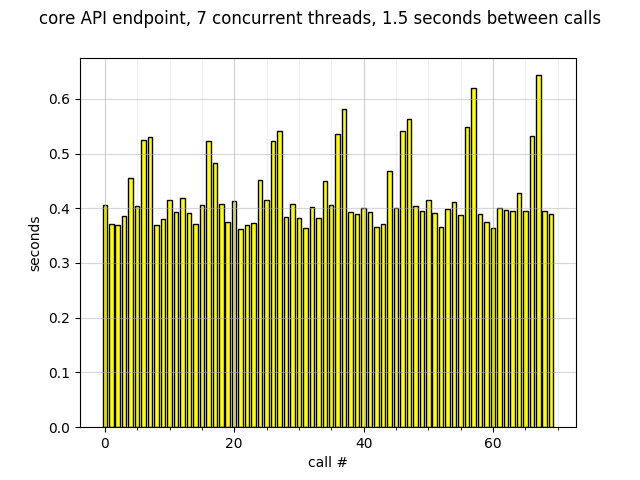 core API endpoint, 7 concurrent threads, 1.5 seconds between calls
0.6
0.5
0.4
0.3
0.2
0.1
0.0
seconds
0 20 40 60
call #